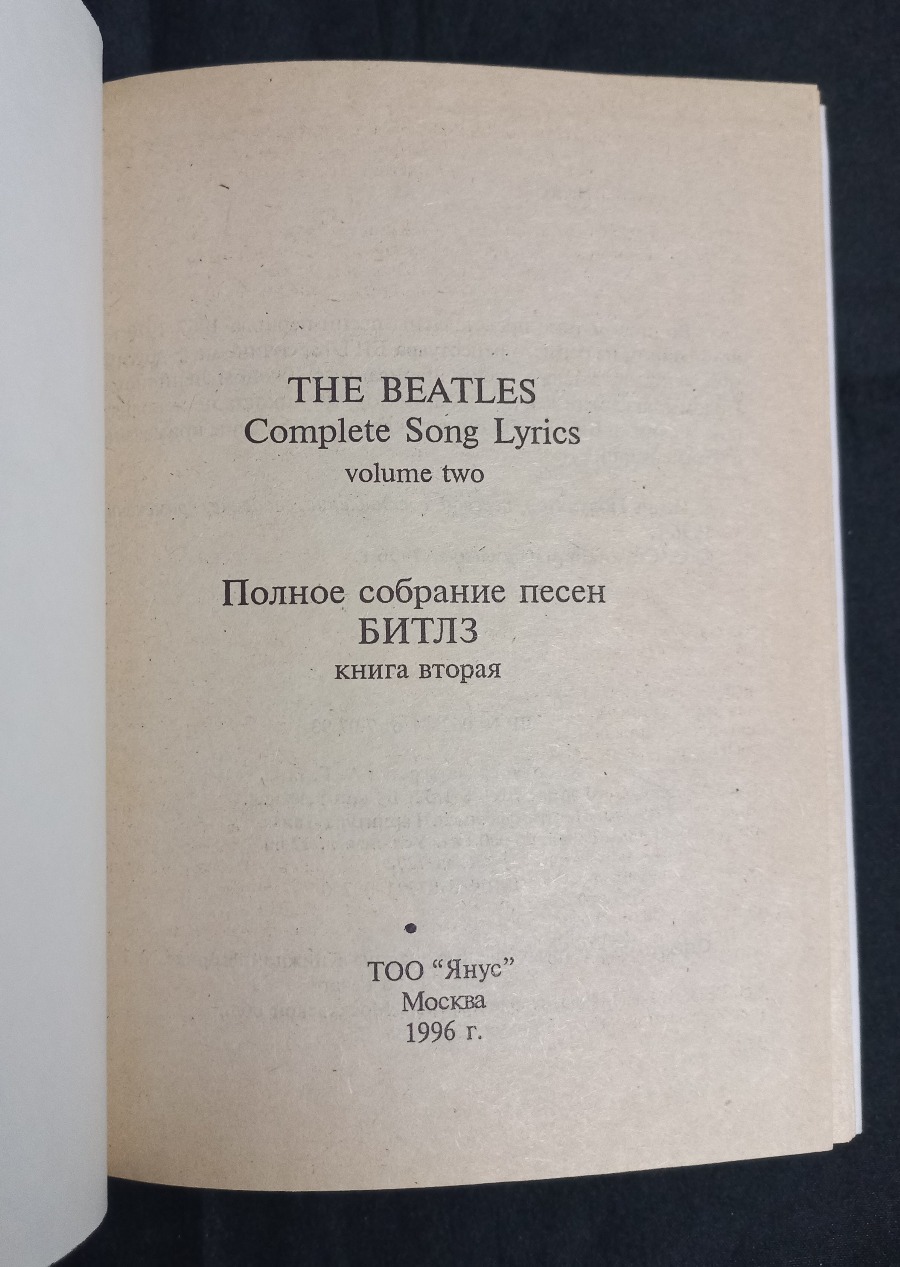 THE BEATLES
Complete Song Lyrics
volume two
Полное собрание песен
БИТЛЗ
книга вторая
ТОО “Янус”
Москва
1996 г.